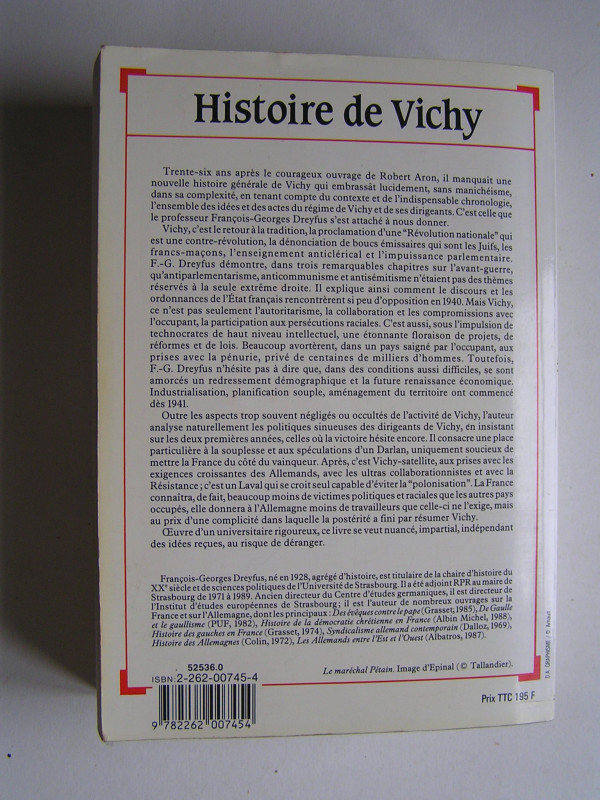 Histoire de Vichy
Trente-six ans après le courageux ouvrage de Robert Aron, il manquait une
nouvelle histoire générale de Vichy qui embrassât lucidement, sans manichéisme,
dans sa complexité, en tenant compte du contexte et de l'indispensable chronologie,
l'ensemble des idées et des actes du régime de Vichy et de ses dirigeants. C'est celle que
le professeur François-Georges Dreyfus s'est attaché à nous donner.
Vichy, c'est le retour à la tradition, la proclamation d'une "Révolution nationale" qui
est une contre-révolution, la dénonciation de boucs émissaires qui sont les Juifs, les
francs-maçons, l'enseignement anticlérical et l'impuissance parlementaire.
F.-G. Dreyfus démontre, dans trois remarquables chapitres sur l'avant-guerre,
qu'antiparlementarisme, anticommunisme et antisémitisme n'étaient pas des thèmes
réservés à la seule extrême droite. Il explique ainsi comment le discours et les
ordonnances de l'État français rencontrèrent si peu d'opposition en 1940. Mais Vichy,
ce n'est pas seulement l'autoritarisme, la collaboration et les compromissions avec
l'occupant, la participation aux persécutions raciales. C'est aussi, sous l'impulsion de
technocrates de haut niveau intellectuel, une étonnante floraison de projets, de
réformes et de lois. Beaucoup avortèrent, dans un pays saigné par l'occupant, aux
prises avec la pénurie, privé de centaines de milliers d'hommes. Toutefois,
F.-G. Dreyfus n'hésite pas à dire que, dans des conditions aussi difficiles, se sont
amorcés un redressement démographique et la future renaissance économique.
Industrialisation, planification souple, aménagement du territoire ont commencé
dès 1941.
Outre les aspects trop souvent négligés ou occultés de l'activité de Vichy, l'auteur
analyse naturellement les politiques sinueuses des dirigeants de Vichy, en insistant
sur les deux premières années, celles où la victoire hésite encore. Il consacre une place
particulière à la souplesse et aux spéculations d'un Darlan, uniquement soucieux de
mettre la France du côté du vainqueur. Après, c'est Vichy-satellite, aux prises avec les
exigences croissantes des Allemands, avec les ultras collaborationnistes et avec la
Résistance ; c'est un Laval qui se croit seul capable d'éviter la "polonisation". La France
connaîtra, de fait, beaucoup moins de victimes politiques et raciales que les autres pays
occupés, elle donnera à l'Allemagne moins de travailleurs que celle-ci ne l'exige, mais
au prix d'une complicité dans laquelle la postérité a fini par résumer Vichy.
Œuvre d'un universitaire rigoureux, ce livre se veut nuancé, impartial, indépendant
des idées reçues, au risque de déranger.
François-Georges Dreyfus, né en 1928, agrégé d'histoire, est titulaire de la chaire d'histoire du
XXe siècle et de sciences politiques de l'Université de Strasbourg. Il a été adjoint RPR au maire de
Strasbourg de 1971 à 1989. Ancien directeur du Centre d'études germaniques, il est directeur de
l'Institut d'études européennes de Strasbourg ; il est l'auteur de nombreux ouvrages sur la
France et sur l'Allemagne, dont les principaux : Des évêques contre le pape (Grasset, 1985), De Gaulle
et le gaullisme (PUF, 1982), Histoire de la démocratie chrétienne en France (Albin Michel, 1988),
Histoire des gauches en France (Grasset, 1974), Syndicalisme allemand contemporain (Dalloz, 1969),
Histoire des Allemagnes (Colin, 1972), Les Allemands entre l'Est et l'Ouest (Albatros, 1987).
Le maréchal Pétain. Image d'Epinal (© Tallandier).
52536.0
ISBN 2-262-00745-4
9 782262 007454
Prix TTC 195 F